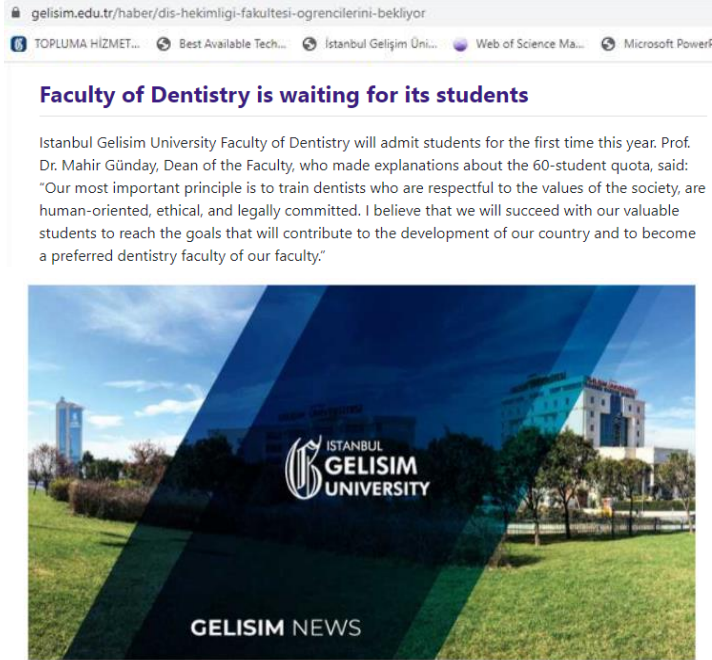 gelisim.edu.tr/haber/dis-hekimligi-fakultesi-ogrencilerini-bekliyor
TOPLUMA HİZMET... Best Available Tech... İstanbul Gelişim Üni... Web of Science Ma... Microsoft PowerP
Faculty of Dentistry is waiting for its students
Istanbul Gelisim University Faculty of Dentistry will admit students for the first time this year. Prof.
Dr. Mahir Günday, Dean of the Faculty, who made explanations about the 60-student quota, said:
“Our most important principle is to train dentists who are respectful to the values of the society, are
human-oriented, ethical, and legally committed. I believe that we will succeed with our valuable
students to reach the goals that will contribute to the development of our country and to become
a preferred dentistry faculty of our faculty.”
ISTANBUL
GELISIM
UNIVERSITY
GELISIM NEWS